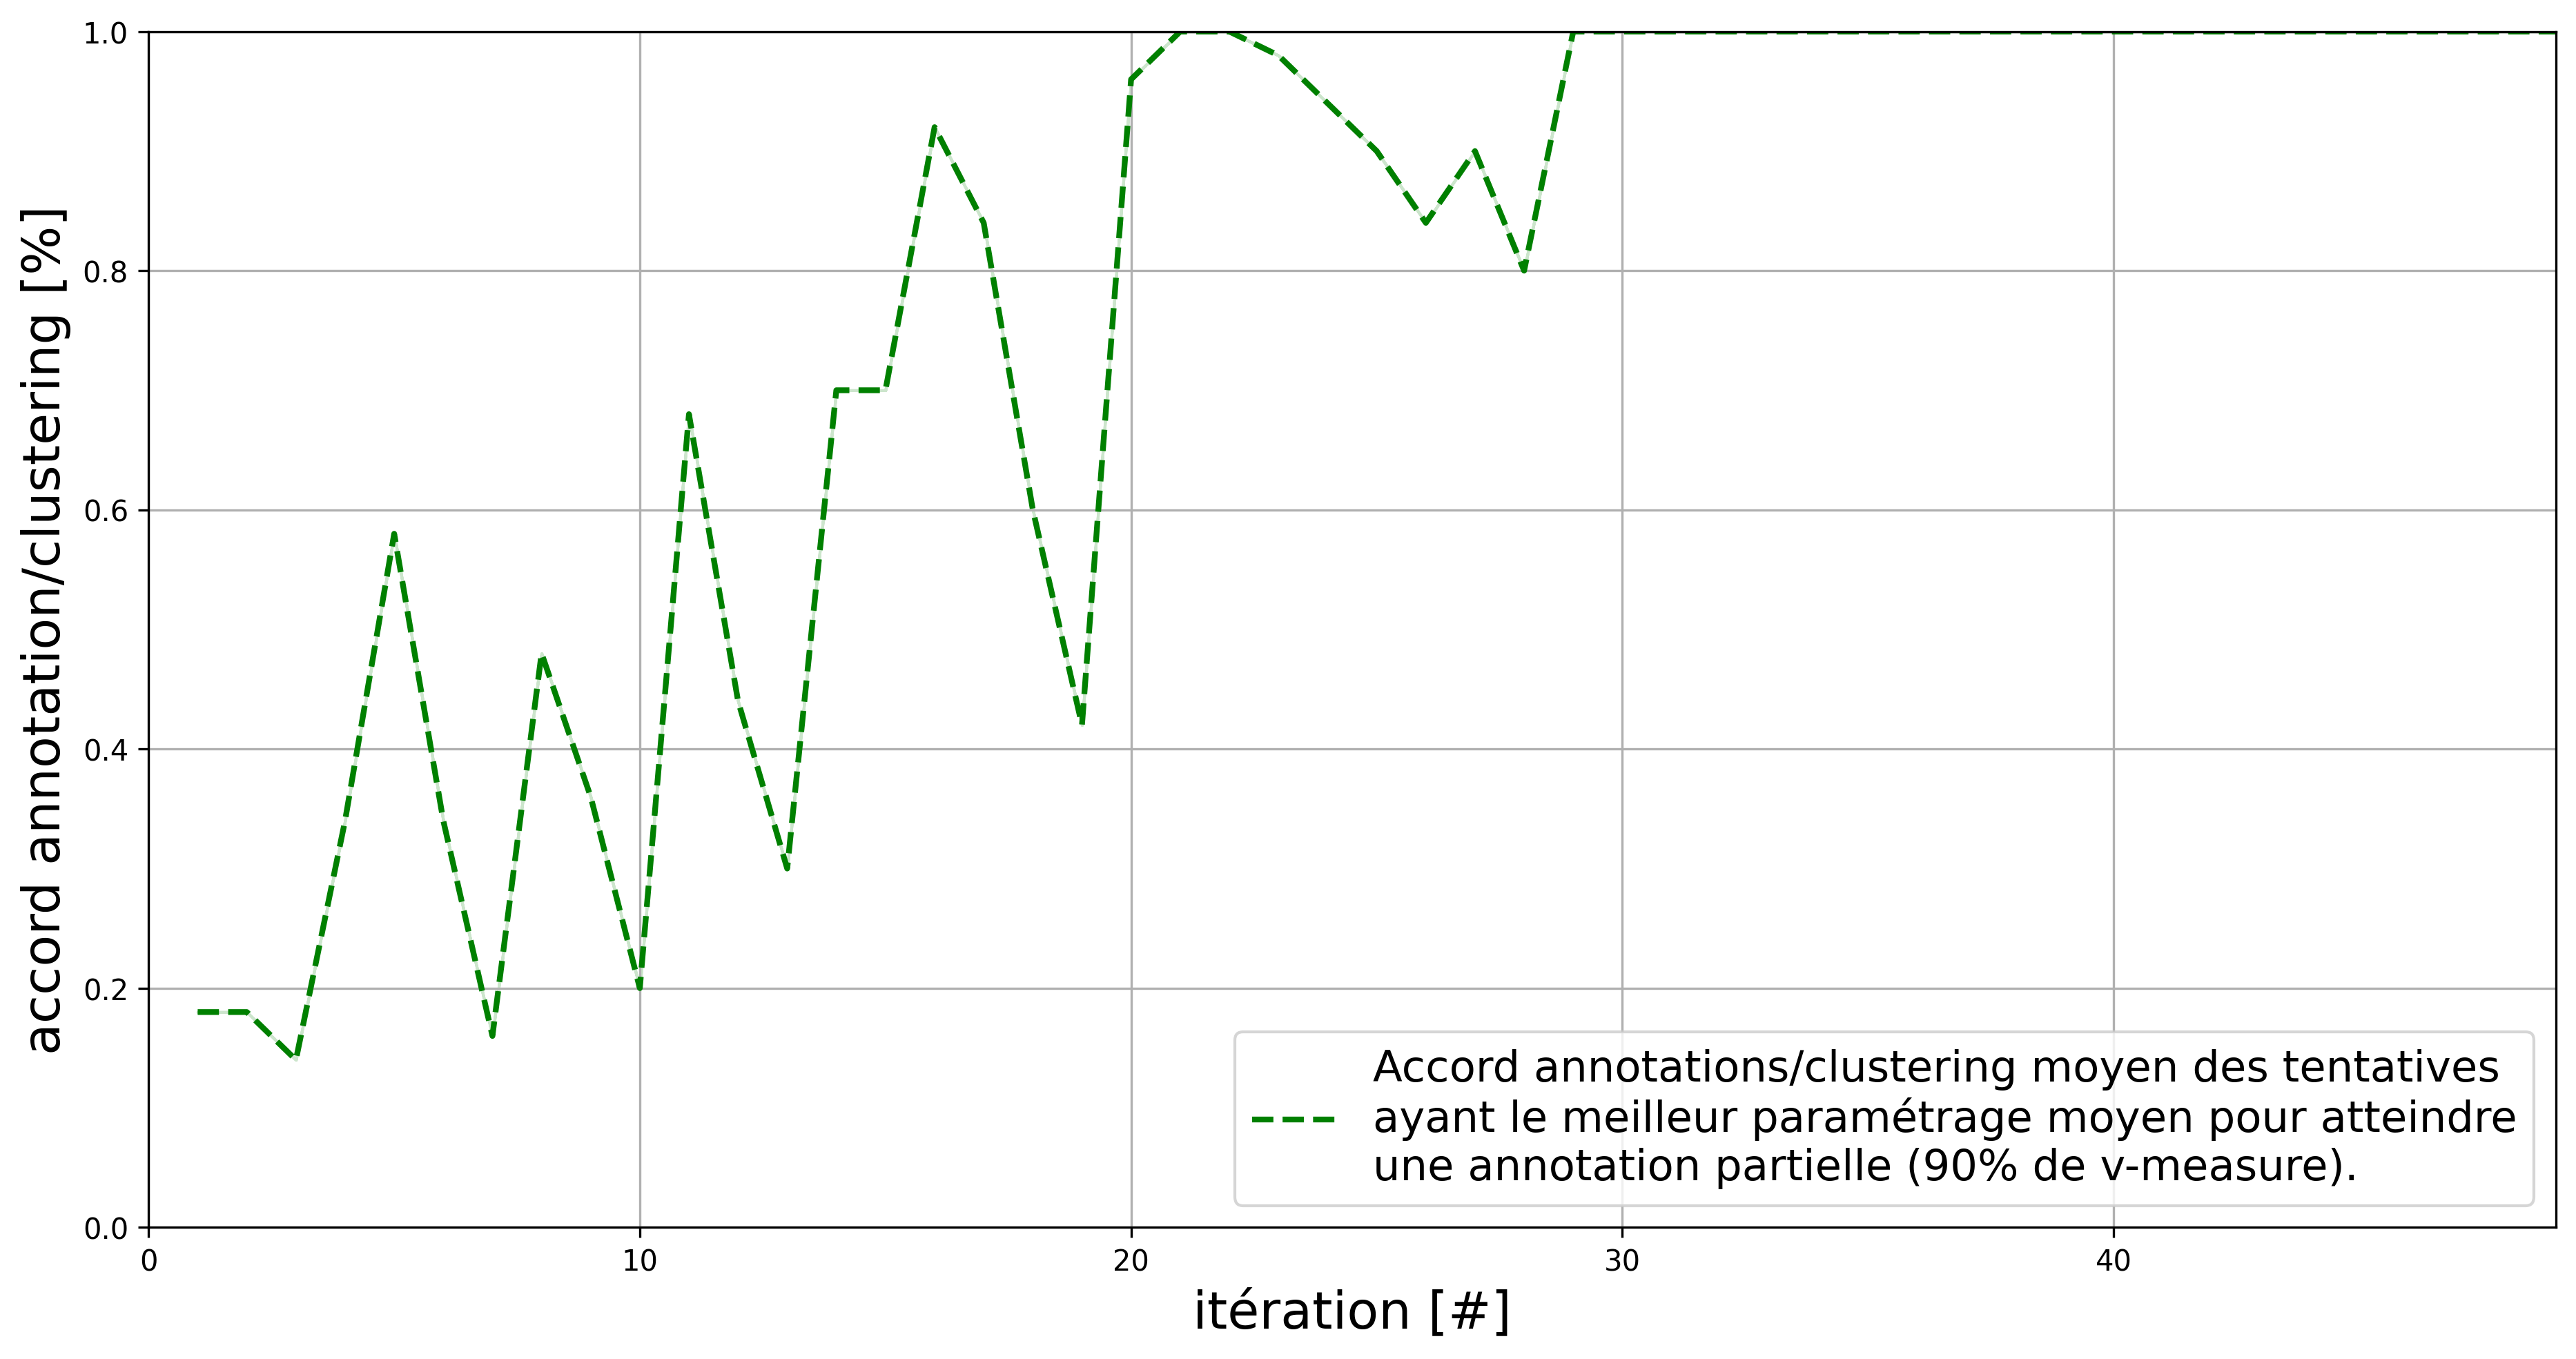 accord annotation/clustering [%]
1.0
0.8
0.6
0.4
0.2
0.0
0
10
20
30
40
itération [#]
Accord annotations/clustering moyen des tentatives
ayant le meilleur paramétrage moyen pour atteindre
une annotation partielle (90% de v-measure).